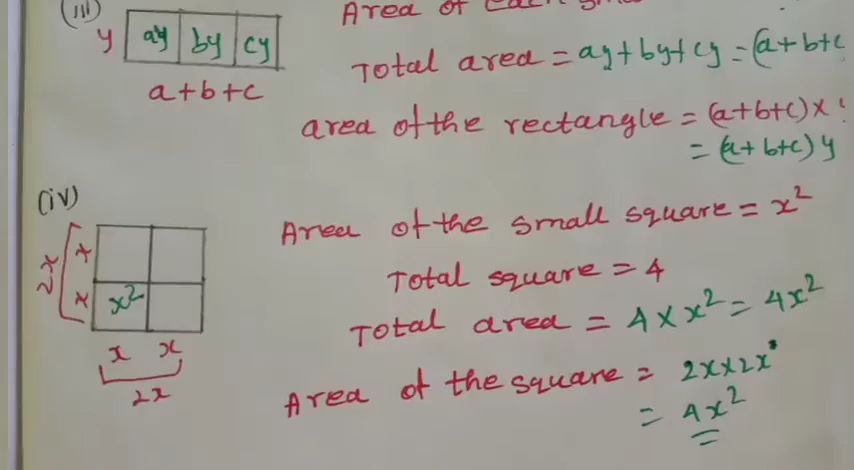 (iii)
Area of each
y ay by cy
Total area = ay+by+cy = (a+b+c
a+b+c
area of the rectangle = (a+b+c)×
= (a+b+c)y
(iv)
Area of the small square = x²
2x x
Total square = 4
x x²
Total area = 4×x² = 4x²
x x
Area of the square = 2x×2x
2x
= 4x²